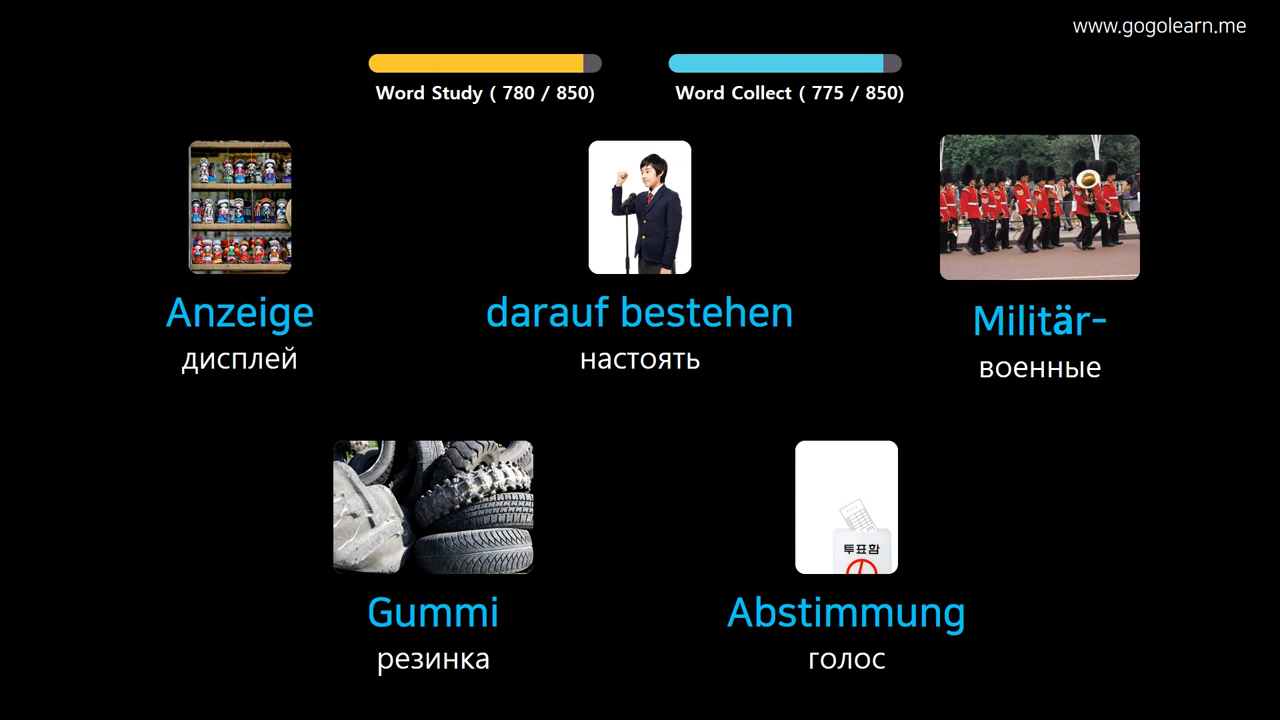 www.gogolearn.me
Word Study ( 780 / 850)
Word Collect ( 775 / 850)
Anzeige
дисплей
darauf bestehen
настоять
Militär-
военные
투표함
Gummi
резинка
Abstimmung
голос